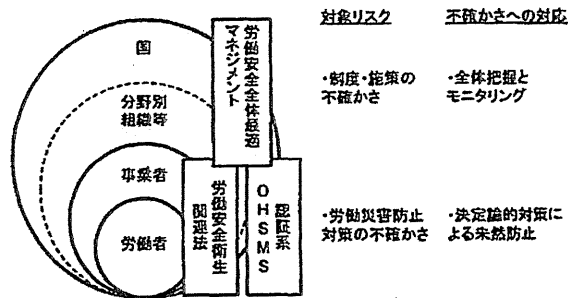 対象リスク
不確かさへの対応
国
分野別
組織等
事業者
労働者
労働安全全体最適
マネジメント
労働安全衛生
関連法
認証系
OHSMS
・制度・施策の
不確かさ
・全体把握と
モニタリング
・労働災害防止
対策の不確かさ
・決定論的対策に
よる未然防止